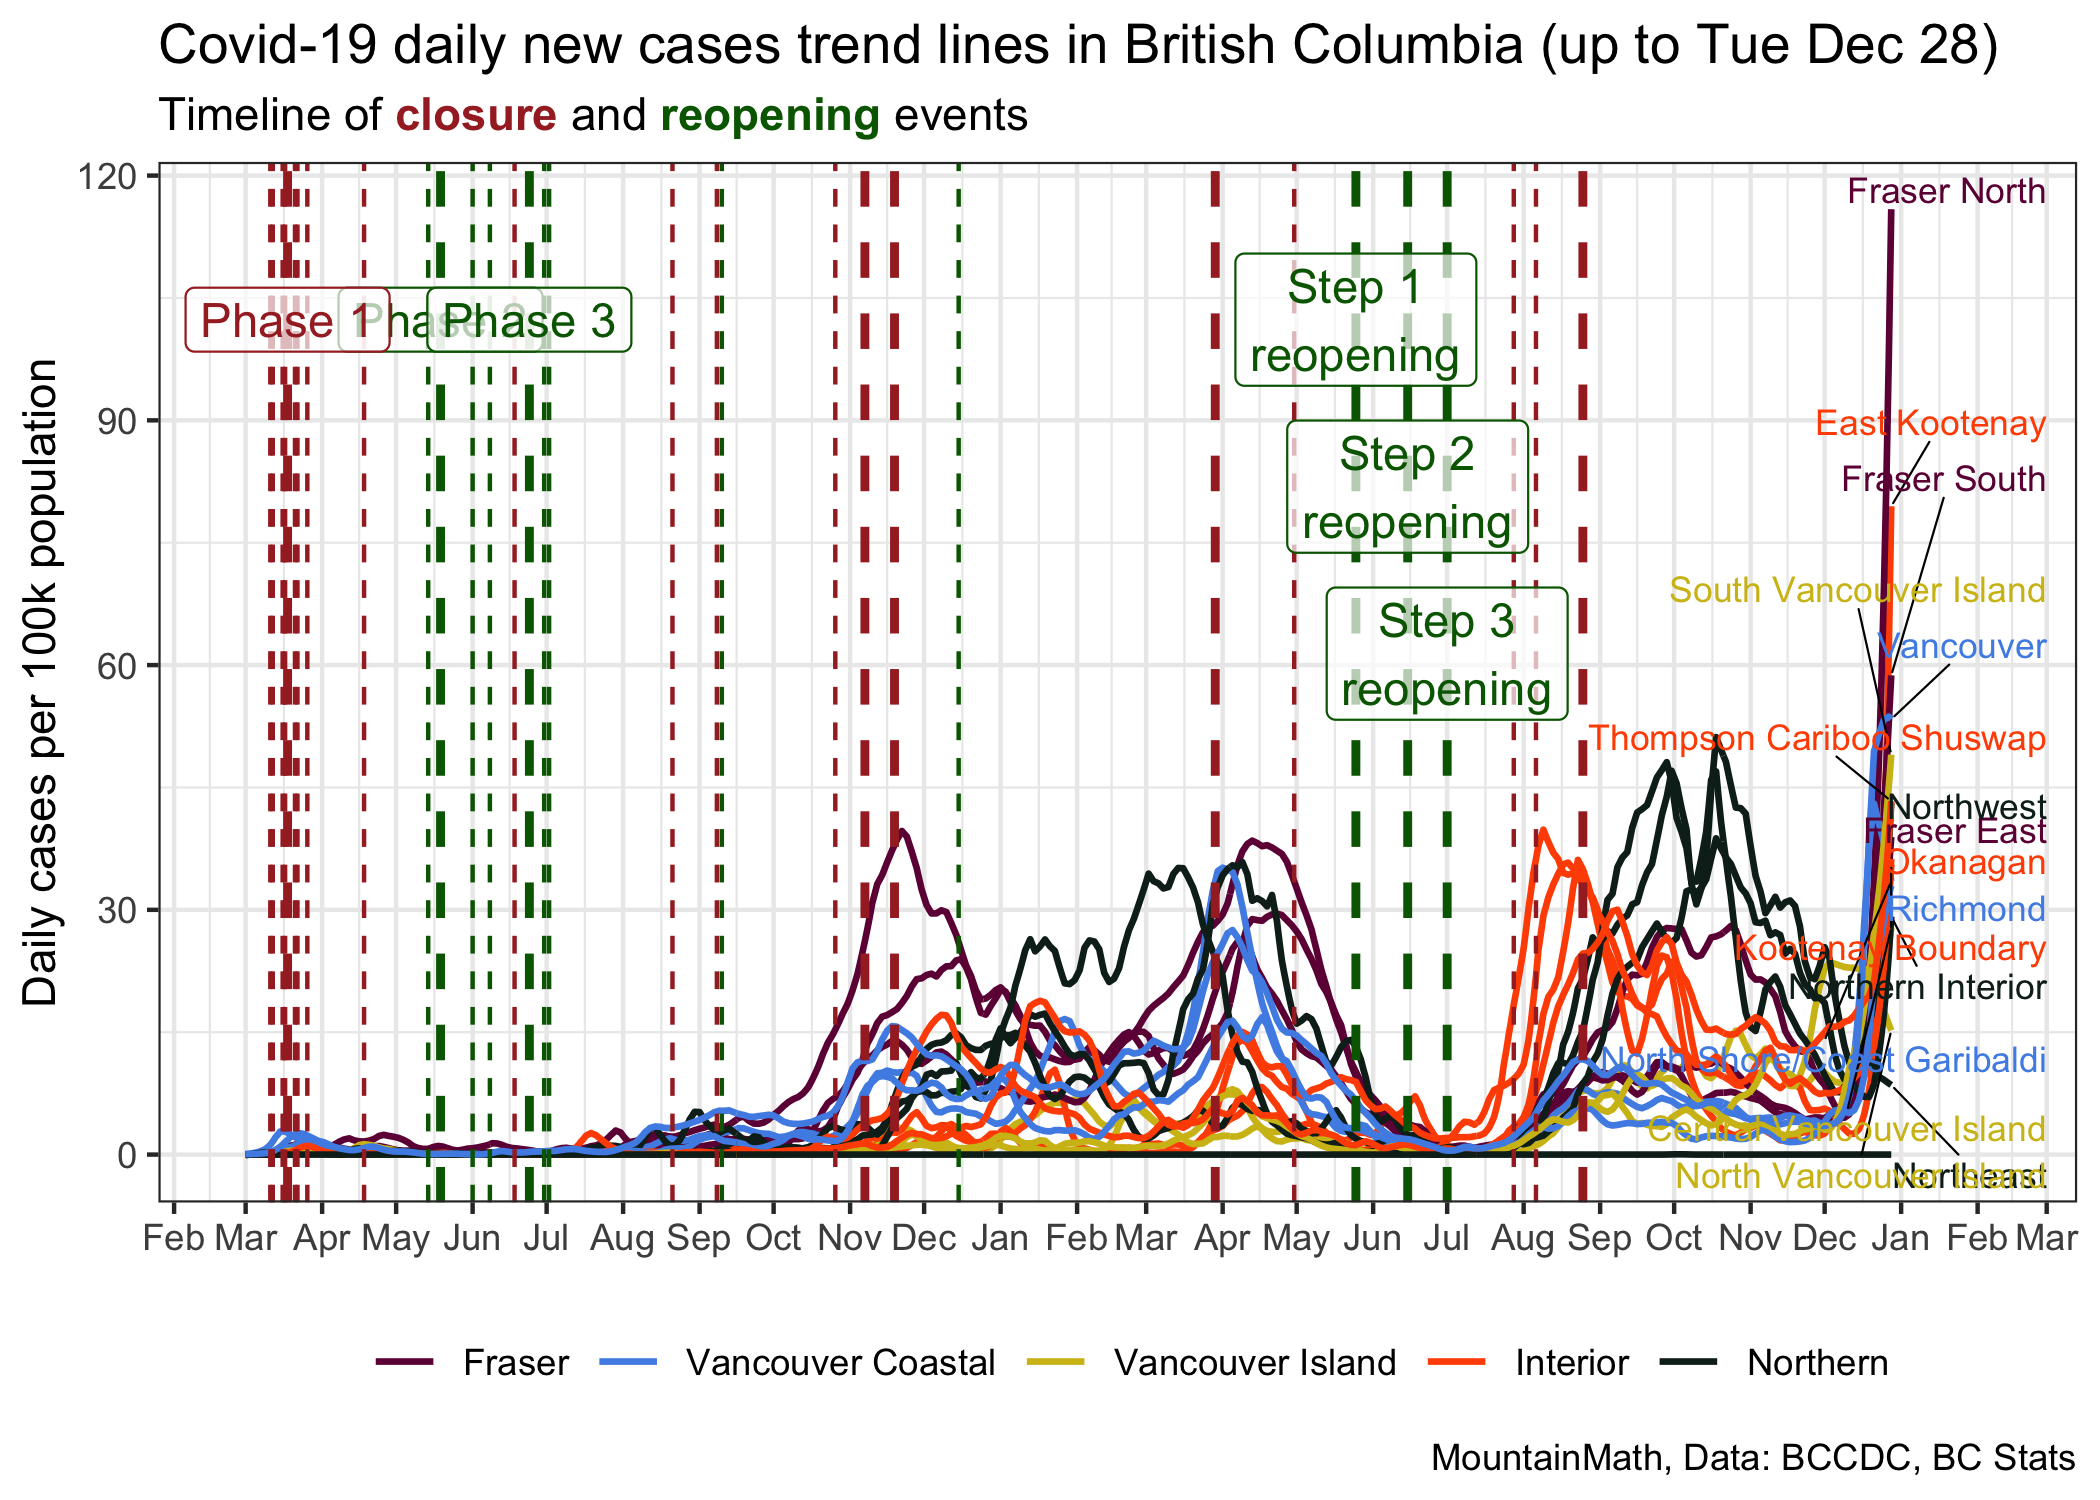 Covid-19 daily new cases trend lines in British Columbia (up to Tue Dec 28)
Timeline of closure and reopening events
Daily cases per 100k population
120
90
60
30
0
Phase 1
Phase 2
Phase 3
Step 1
reopening
Step 2
reopening
Step 3
reopening
Fraser North
East Kootenay
Fraser South
South Vancouver Island
Vancouver
Thompson Cariboo Shuswap
Northwest
Fraser East
Okanagan
Richmond
Kootenay Boundary
Northern Interior
North Shore/Coast Garibaldi
Central Vancouver Island
North Vancouver Island
Northeast
Feb Mar Apr May Jun Jul Aug Sep Oct Nov Dec Jan Feb Mar Apr May Jun Jul Aug Sep Oct Nov Dec Jan Feb Mar
Fraser Vancouver Coastal Vancouver Island Interior Northern
MountainMath, Data: BCCDC, BC Stats